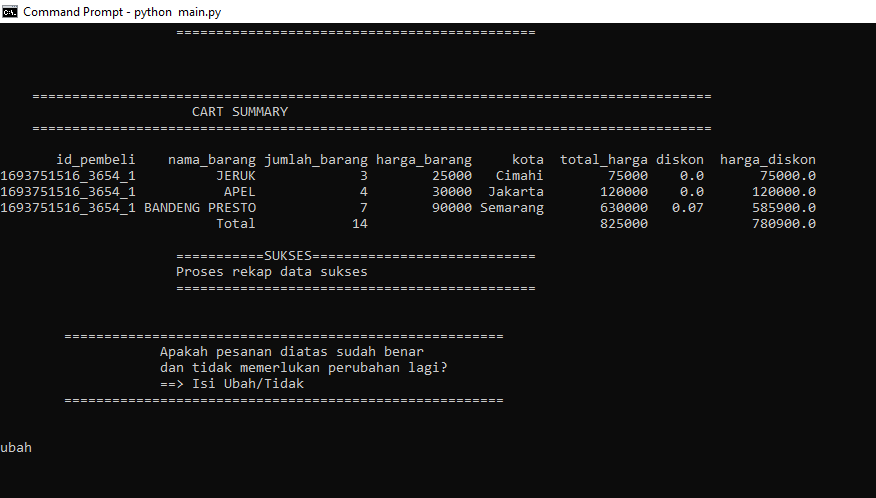 Command Prompt - python  main.py
=============================================
=====================================================================================
CART SUMMARY
=====================================================================================
id_pembeli    nama_barang jumlah_barang harga_barang     kota  total_harga diskon  harga_diskon
1693751516_3654_1          JERUK             3        25000   Cimahi        75000    0.0       75000.0
1693751516_3654_1           APEL             4        30000  Jakarta       120000    0.0      120000.0
1693751516_3654_1 BANDENG PRESTO             7        90000 Semarang       630000   0.07      585900.0
Total            14                             825000             780900.0
===========SUKSES============================
Proses rekap data sukses
=============================================
=======================================================
Apakah pesanan diatas sudah benar
dan tidak memerlukan perubahan lagi?
==> Isi Ubah/Tidak
=======================================================
ubah